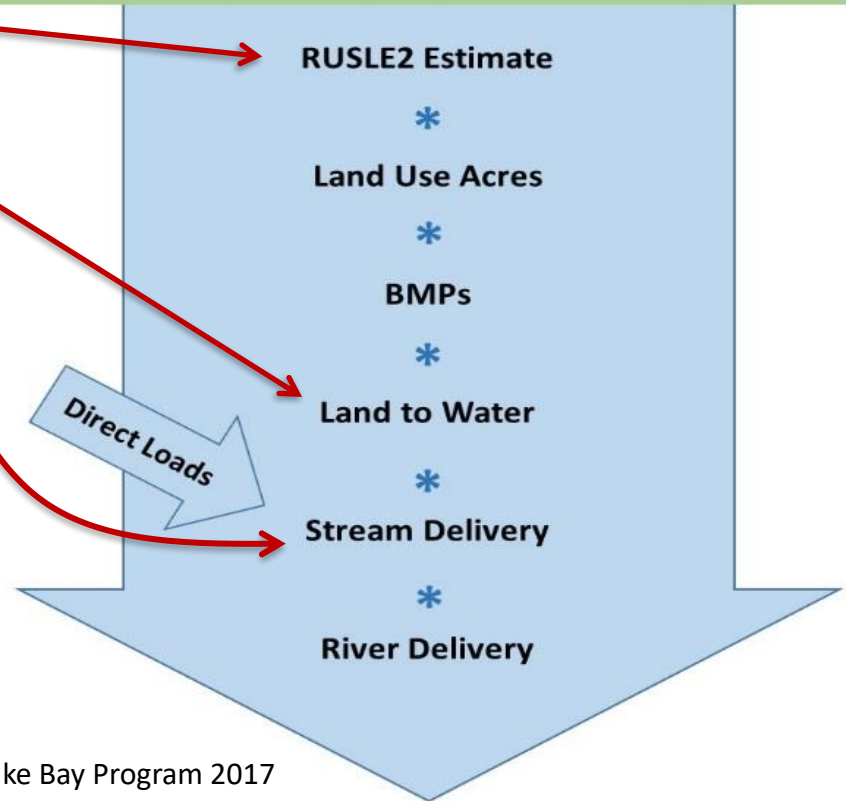 RUSLE2 Estimate
*
Land Use Acres
*
BMPs
*
Land to Water
Direct Loads
*
Stream Delivery
*
River Delivery
ke Bay Program 2017